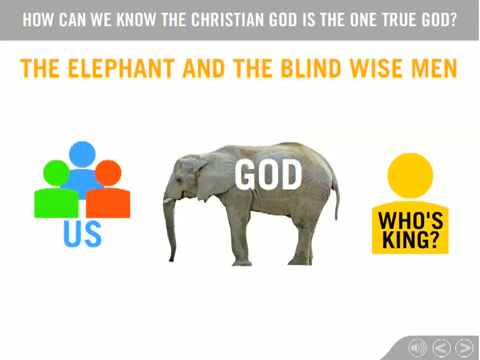 HOW CAN WE KNOW THE CHRISTIAN GOD IS THE ONE TRUE GOD?
THE ELEPHANT AND THE BLIND WISE MEN
GOD
US
WHO'S
KING?